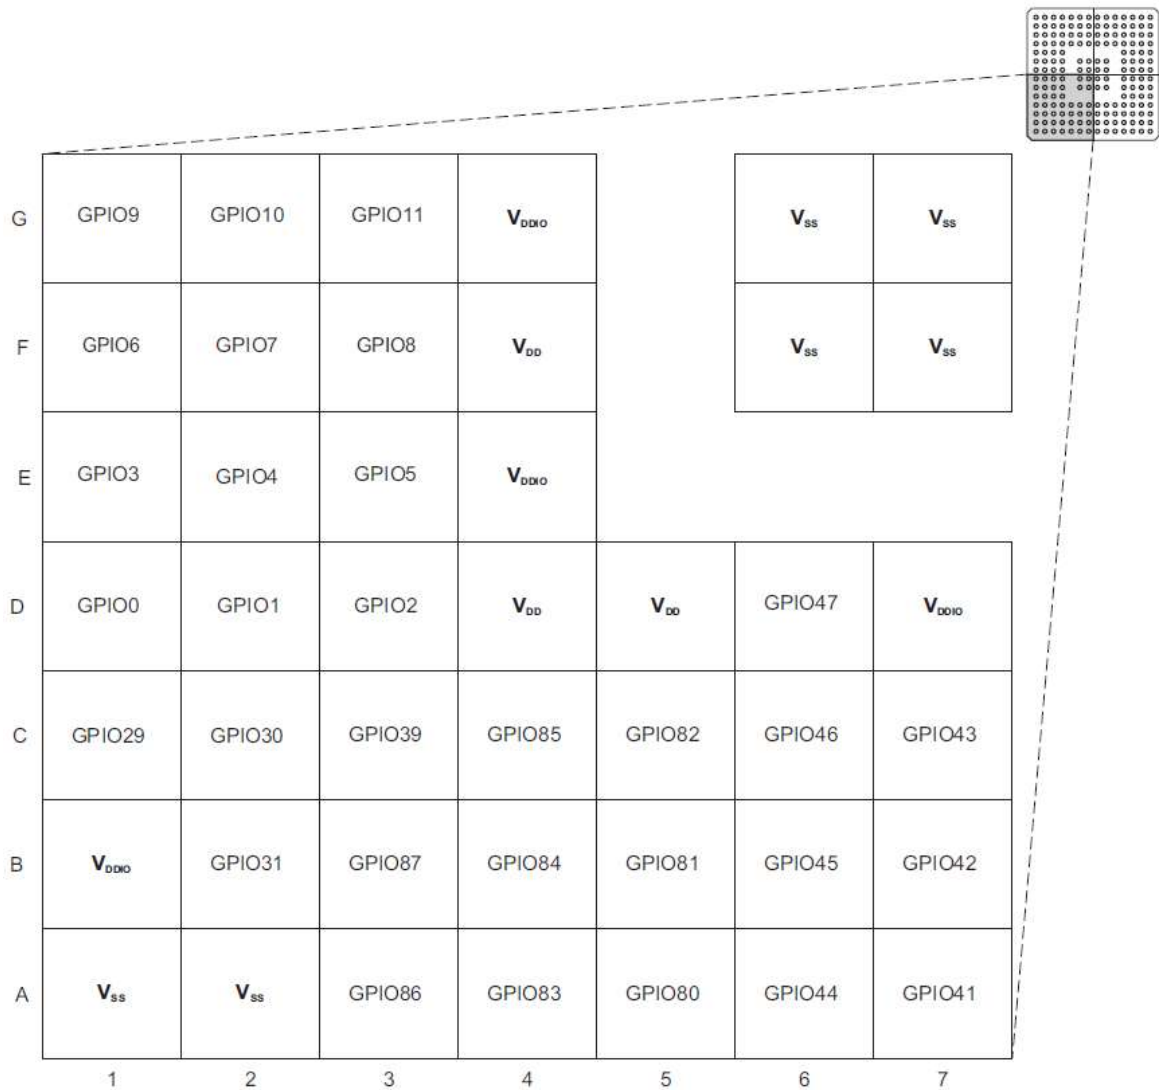 G GPIO9 GPIO10 GPIO11 VDDIO VSS VSS
F GPIO6 GPIO7 GPIO8 VDD VSS VSS
E GPIO3 GPIO4 GPIO5 VDDIO
D GPIO0 GPIO1 GPIO2 VDD VDD GPIO47 VDDIO
C GPIO29 GPIO30 GPIO39 GPIO85 GPIO82 GPIO46 GPIO43
B VDDIO GPIO31 GPIO87 GPIO84 GPIO81 GPIO45 GPIO42
A VSS VSS GPIO86 GPIO83 GPIO80 GPIO44 GPIO41
1 2 3 4 5 6 7